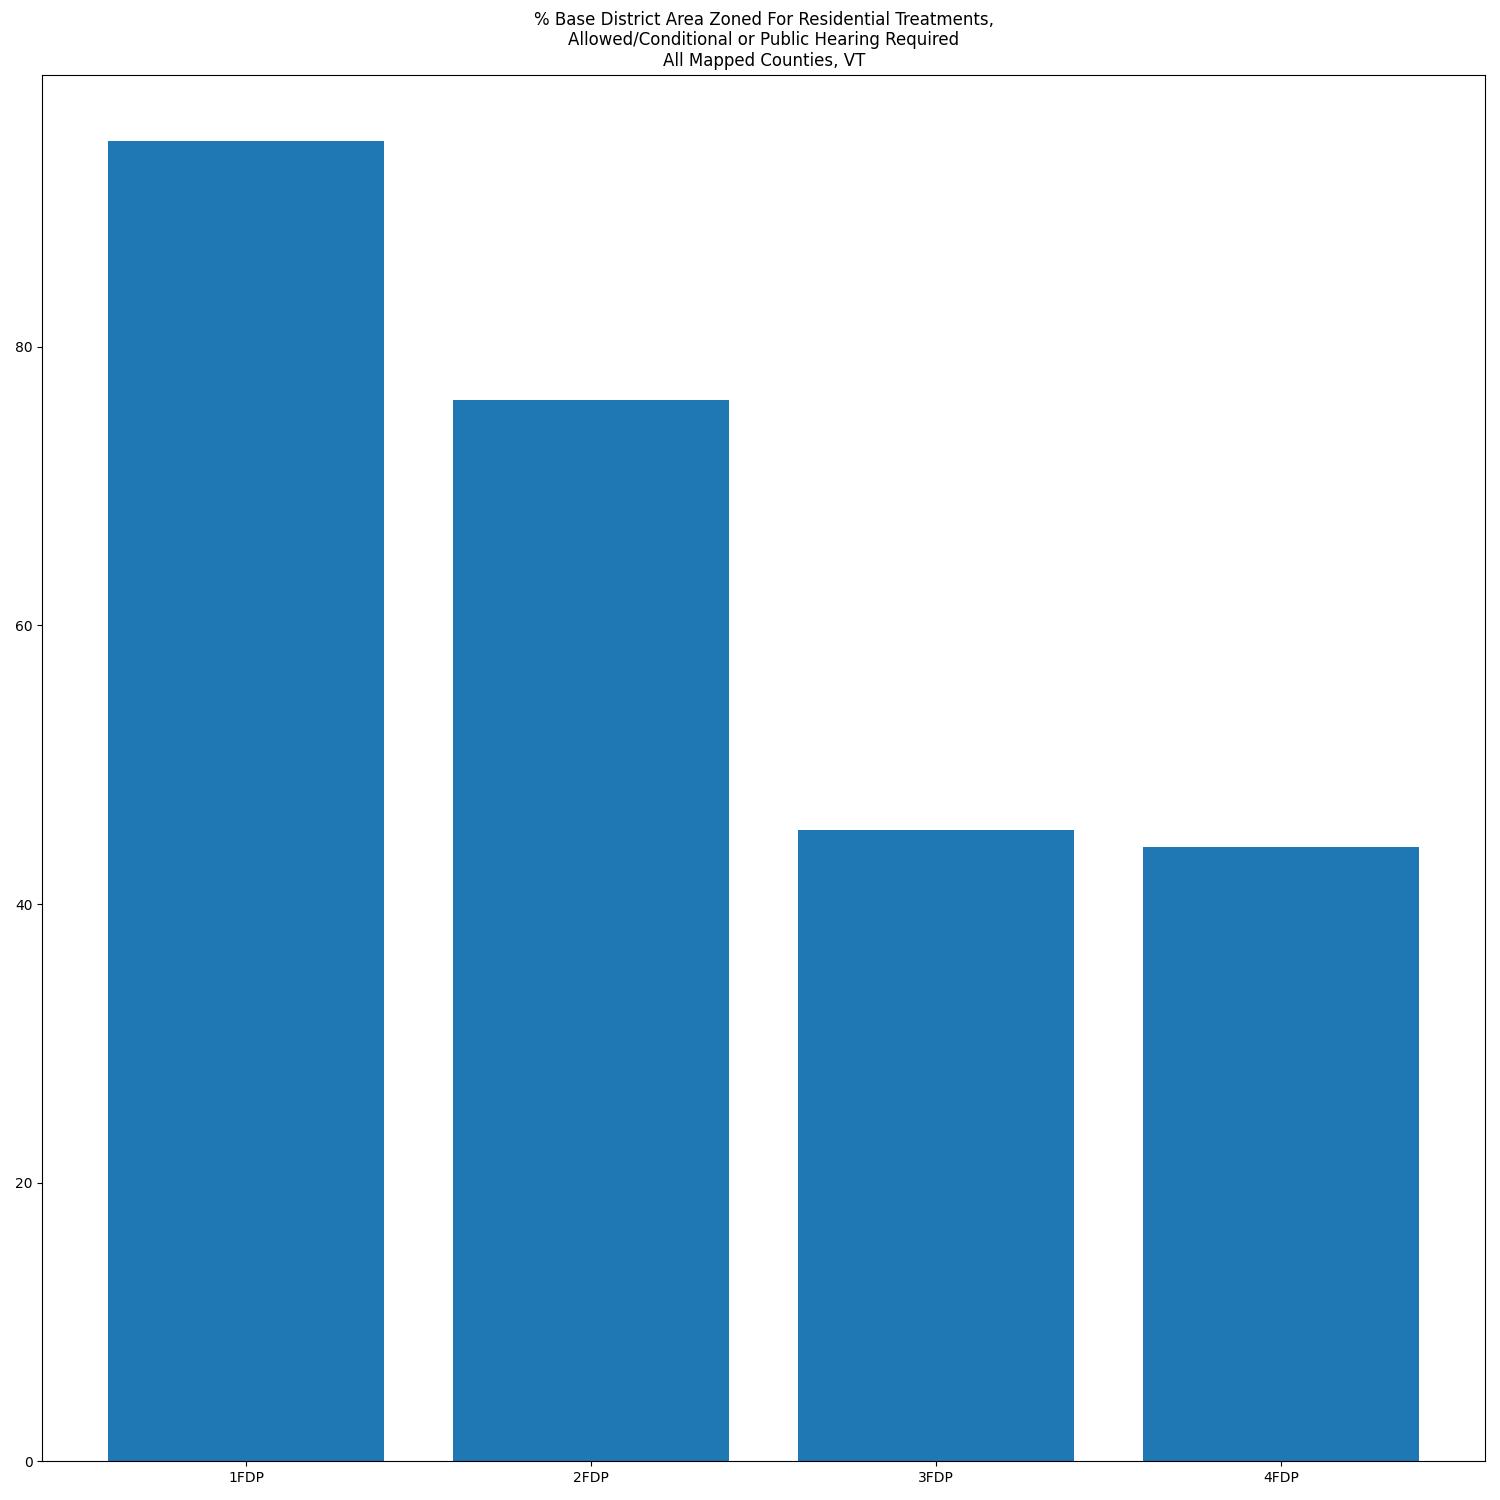 % Base District Area Zoned For Residential Treatments,
Allowed/Conditional or Public Hearing Required
All Mapped Counties, VT
80
60
40
20
0
1FDP 2FDP 3FDP 4FDP